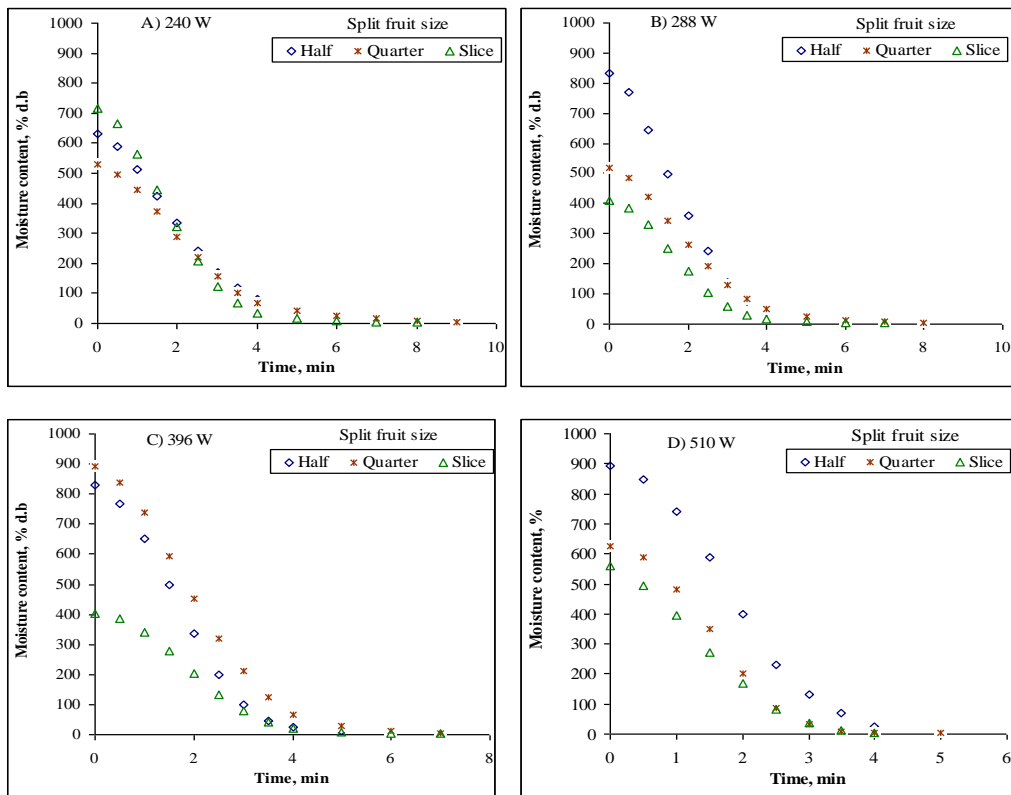 A) 240 W
Split fruit size
Half Quarter Slice
Moisture content, % d.b
1000
900
800
700
600
500
400
300
200
100
0
0 2 4 6 8 10
Time, min
B) 288 W
Split fruit size
Half Quarter Slice
Moisture content, % d.b
1000
900
800
700
600
500
400
300
200
100
0
0 2 4 6 8 10
Time, min
C) 396 W
Split fruit size
Half Quarter Slice
Moisture content, % d.b
1000
900
800
700
600
500
400
300
200
100
0
0 2 4 6 8
Time, min
D) 510 W
Split fruit size
Half Quarter Slice
Moisture content, %
1000
900
800
700
600
500
400
300
200
100
0
0 1 2 3 4 5 6
Time, min